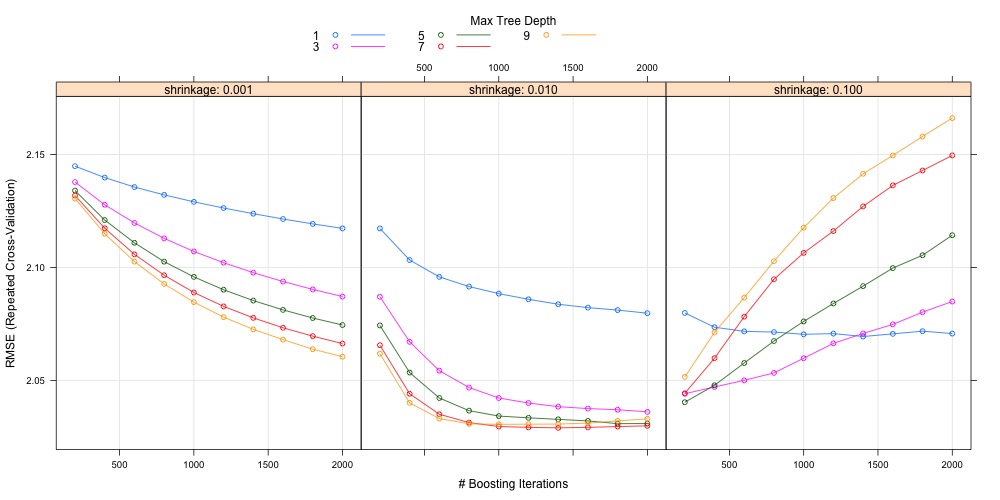 Max Tree Depth
1 5 9
3 7
500 1000 1500 2000
shrinkage: 0.001 shrinkage: 0.010 shrinkage: 0.100
2.15
2.10
2.05
RMSE (Repeated Cross-Validation)
500 1000 1500 2000 500 1000 1500 2000
# Boosting Iterations